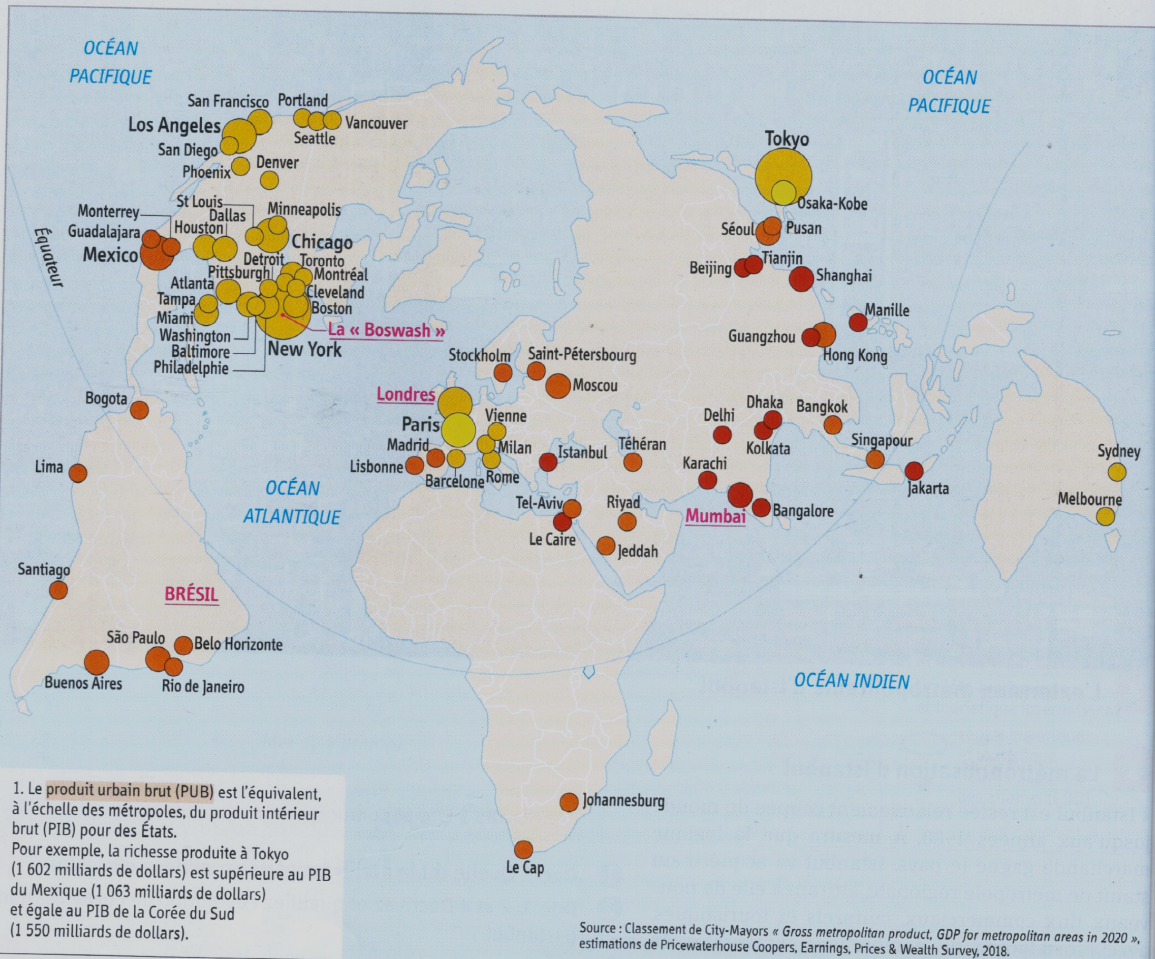 OCÉAN
PACIFIQUE
OCÉAN
PACIFIQUE
San Francisco
Portland
Los Angeles
Vancouver
Seattle
San Diego
Phoenix
Denver
Tokyo
Osaka-Kobe
St Louis
Minneapolis
Monterrey
Dallas
Guadalajara
Houston
Mexico
Chicago
Séoul
Pusan
Équateur
Detroit
Toronto
Pittsburgh
Montréal
Beijing
Tianjin
Shanghai
Atlanta
Cleveland
Tampa
Boston
Miami
Manille
Washington
La « Boswash »
Guangzhou
Baltimore
New York
Hong Kong
Philadelphie
Stockholm
Saint-Pétersbourg
Moscou
Bogota
Londres
Paris
Vienne
Dhaka
Bangkok
Delhi
Madrid
Milan
Istanbul
Téhéran
Kolkata
Singapour
Lima
Lisbonne
Barcelone
Rome
Karachi
Jakarta
Sydney
OCÉAN
ATLANTIQUE
Tel-Aviv
Riyad
Mumbai
Bangalore
Melbourne
Le Caire
Jeddah
Santiago
BRÉSIL
São Paulo
Belo Horizonte
Buenos Aires
Rio de Janeiro
OCÉAN INDIEN
1. Le produit urbain brut (PUB) est l'équivalent,
à l'échelle des métropoles, du produit intérieur
brut (PIB) pour des États.
Pour exemple, la richesse produite à Tokyo
(1 602 milliards de dollars) est supérieure au PIB
du Mexique (1 063 milliards de dollars)
et égale au PIB de la Corée du Sud
(1 550 milliards de dollars).
Johannesburg
Le Cap
Source : Classement de City-Mayors « Gross metropolitan product, GDP for metropolitan areas in 2020 »,
estimations de Pricewaterhouse Coopers, Earnings, Prices & Wealth Survey, 2018.